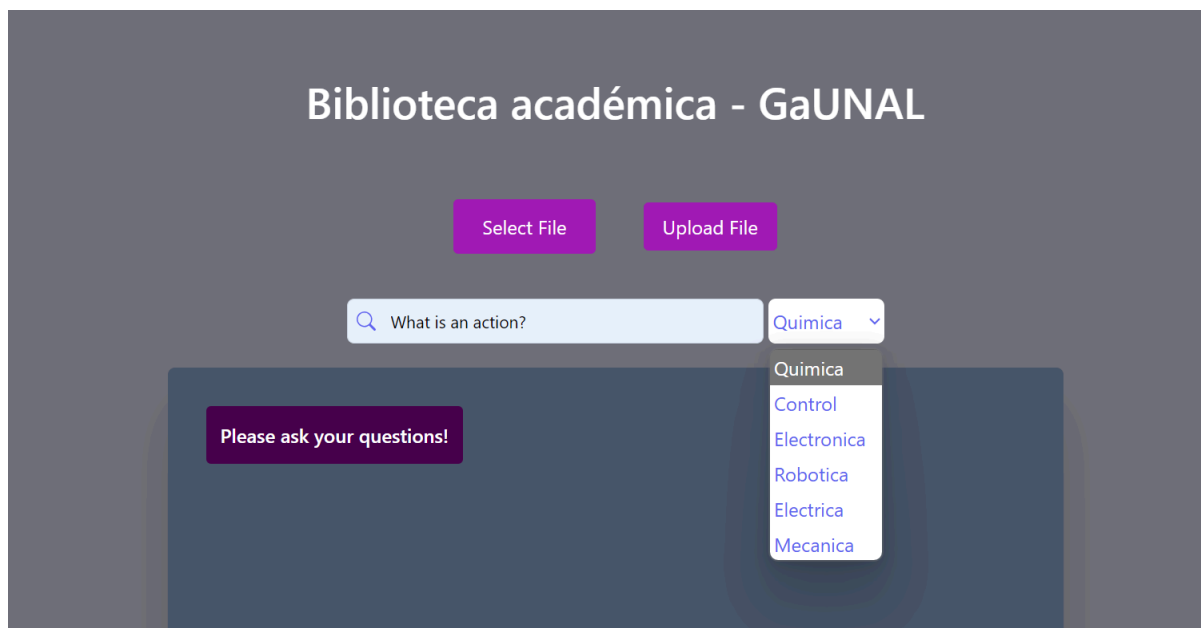 Biblioteca académica - GaUNAL
Select File
Upload File
What is an action?
Quimica
Please ask your questions!
Quimica
Control
Electronica
Robotica
Electrica
Mecanica